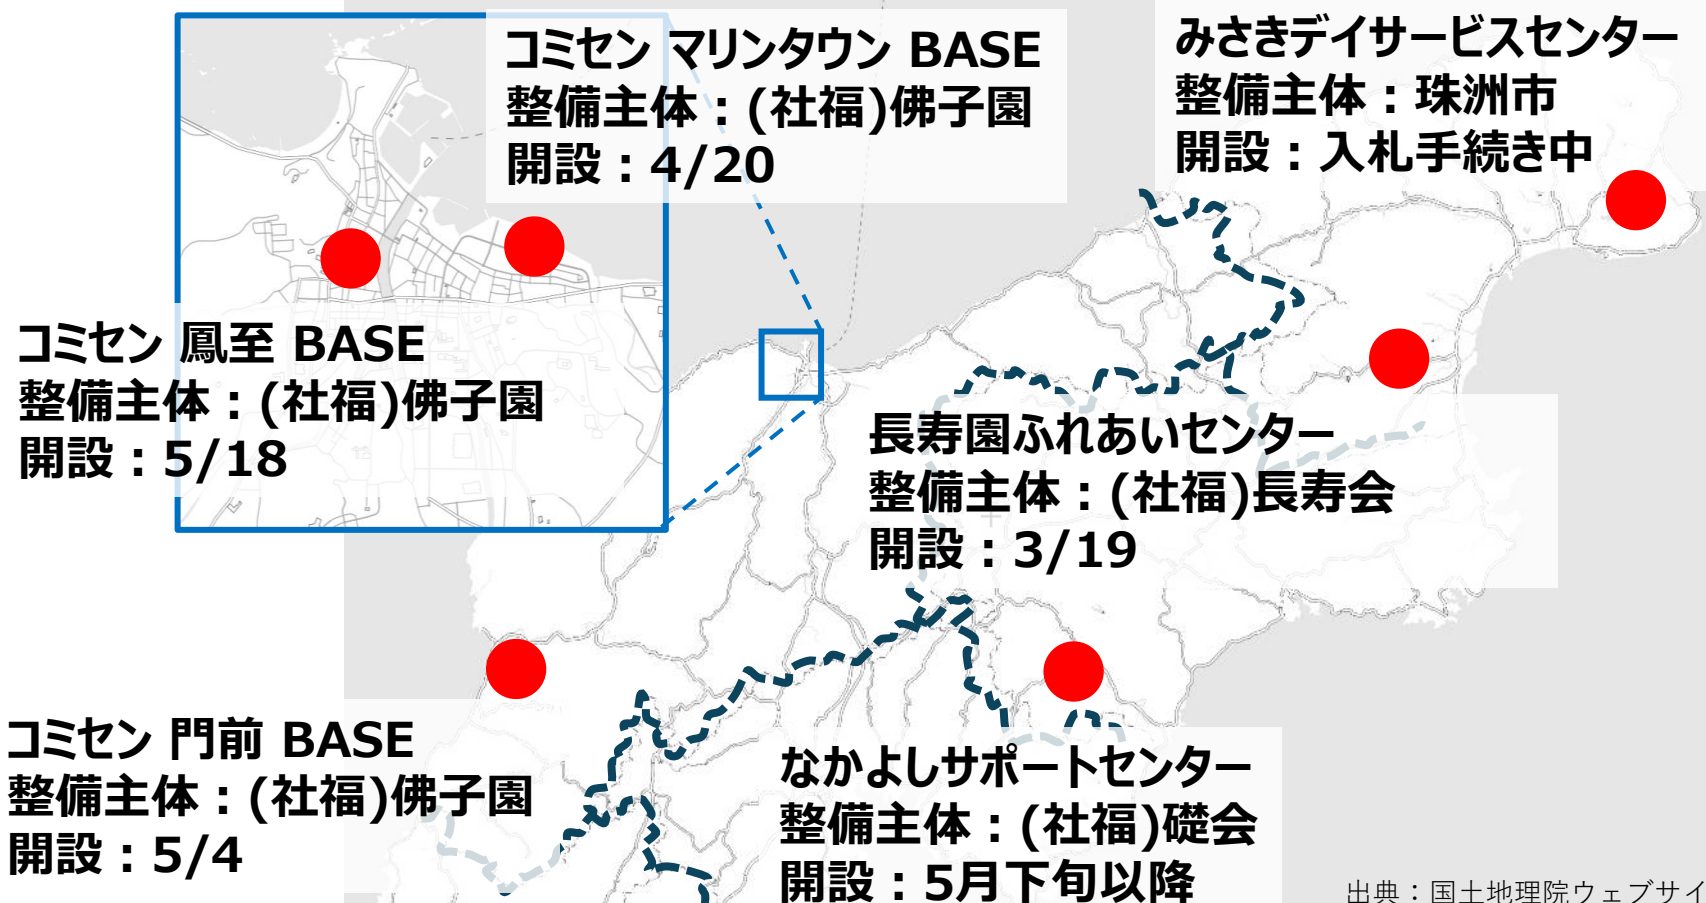 コミセン マリンタウン BASE
整備主体：(社福)佛子園
開設：4/20
みさきデイサービスセンター
整備主体：珠洲市
開設：入札手続き中
コミセン 鳳至 BASE
整備主体：(社福)佛子園
開設：5/18
長寿園ふれあいセンター
整備主体：(社福)長寿会
開設：3/19
コミセン 門前 BASE
整備主体：(社福)佛子園
開設：5/4
なかよしサポートセンター
整備主体：(社福)礎会
開設：5月下旬以降
出典：国土地理院ウェブサイ